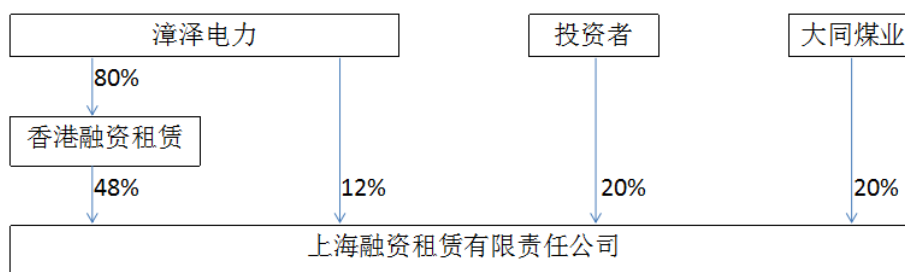 漳泽电力
投资者
大同煤业
80%
香港融资租赁
48%
12%
20%
20%
上海融资租赁有限责任公司